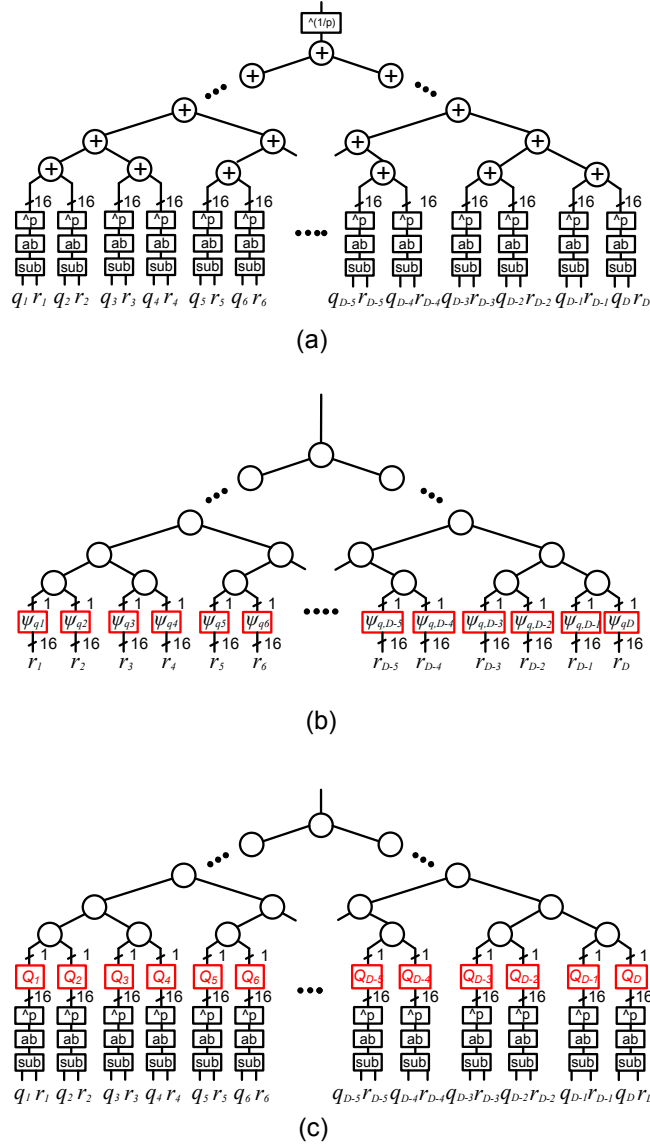 ^(1/p)
+
+ +
+ +
+ + + +
+ + + + + +
16 16 16 16 16 16 16 16 16 16 16 16
^p ^p ^p ^p ^p ^p ^p ^p ^p ^p ^p ^p
ab ab ab ab ab ab ab ab ab ab ab ab
sub sub sub sub sub sub sub sub sub sub sub sub
q1 r1 q2 r2 q3 r3 q4 r4 q5 r5 q6 r6 qD-5 rD-5 qD-4 rD-4 qD-3 rD-3 qD-2 rD-2 qD-1 rD-1 qD rD
(a)
1 1 1 1 1 1 1 1 1 1 1 1
ψq1 ψq2 ψq3 ψq4 ψq5 ψq6 ψq,D-5 ψq,D-4 ψq,D-3 ψq,D-2 ψq,D-1 ψqD
16 16 16 16 16 16 16 16 16 16 16 16
r1 r2 r3 r4 r5 r6 rD-5 rD-4 rD-3 rD-2 rD-1 rD
(b)
1 1 1 1 1 1 1 1 1 1 1 1
Q1 Q2 Q3 Q4 Q5 Q6 QD-5 QD-4 QD-3 QD-2 QD-1 QD
16 16 16 16 16 16 16 16 16 16 16 16
^p ^p ^p ^p ^p ^p ^p ^p ^p ^p ^p ^p
ab ab ab ab ab ab ab ab ab ab ab ab
sub sub sub sub sub sub sub sub sub sub sub sub
q1 r1 q2 r2 q3 r3 q4 r4 q5 r5 q6 r6 qD-5 rD-5 qD-4 rD-4 qD-3 rD-3 qD-2 rD-2 qD-1 rD-1 qD rD
(c)